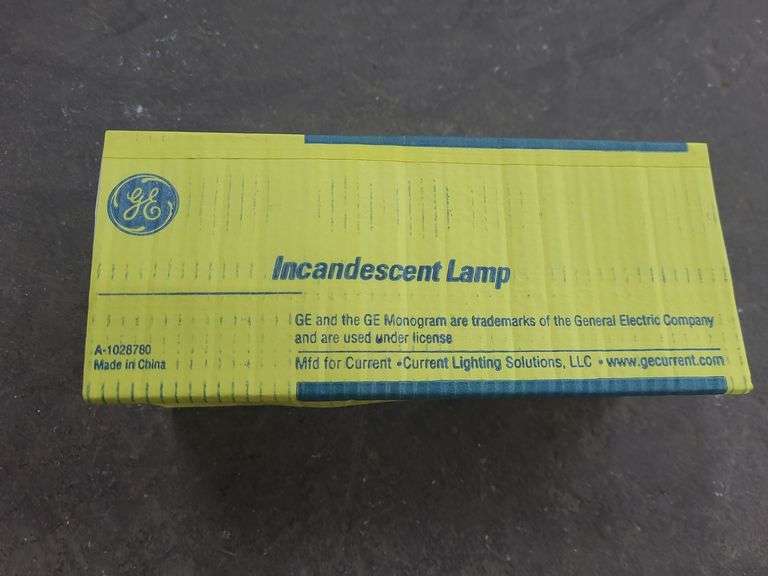 GE
Incandescent Lamp
GE and the GE Monogram are trademarks of the General Electric Company
and are used under license
A-1028780
Made in China
Mfd for Current • Current Lighting Solutions, LLC • www.gecurrent.com